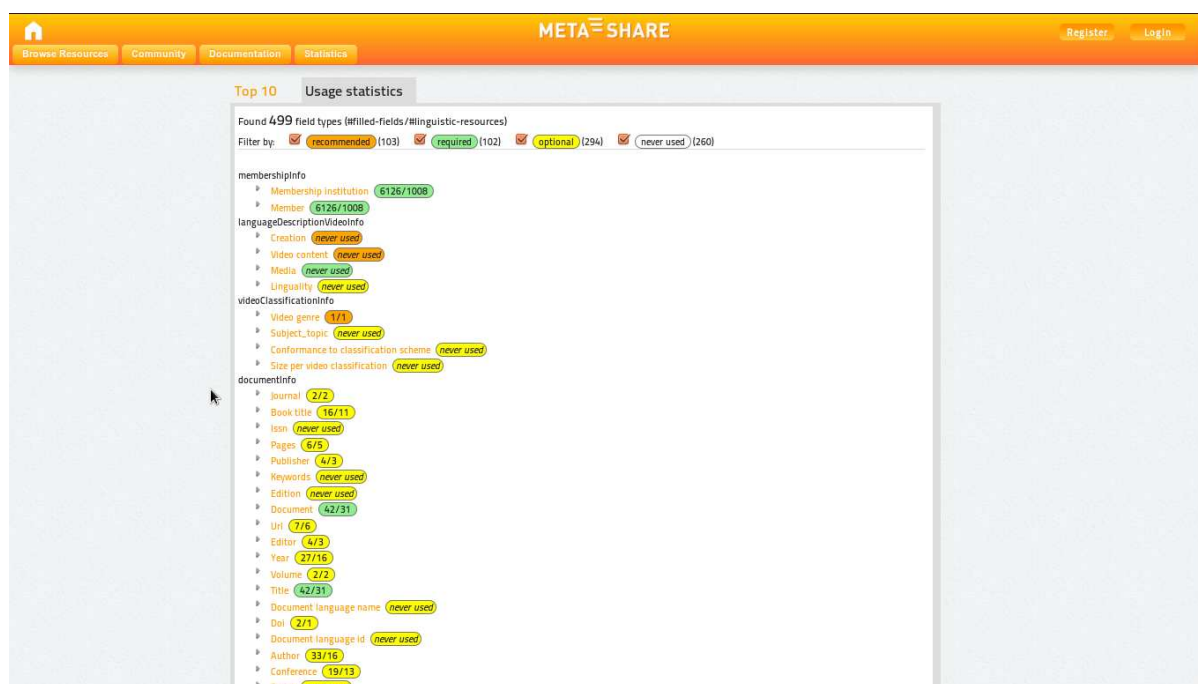 META SHARE
Register Login
Browse Resources Community Documentation Statistics
Top 10 Usage statistics
Found 499 field types (#filled-fields/#linguistic-resources)
Filter by: recommended (103) required (102) optional (294) never used (260)
membershipInfo
Membership institution 6126/1008
Member 6126/1008
languageDescriptionVideoInfo
Creation never used
Video content never used
Media never used
Linguality never used
videoClassificationInfo
Video genre 1/1
Subject_topic never used
Conformance to classification scheme never used
Size per video classification never used
documentInfo
Journal 2/2
Book title 16/11
Issn never used
Pages 6/5
Publisher 4/3
Keywords never used
Edition never used
Document 42/31
Url 7/6
Editor 4/3
Year 27/16
Volume 2/2
Title 42/31
Document language name never used
Doi 2/1
Document language id never used
Author 33/16
Conference 19/13